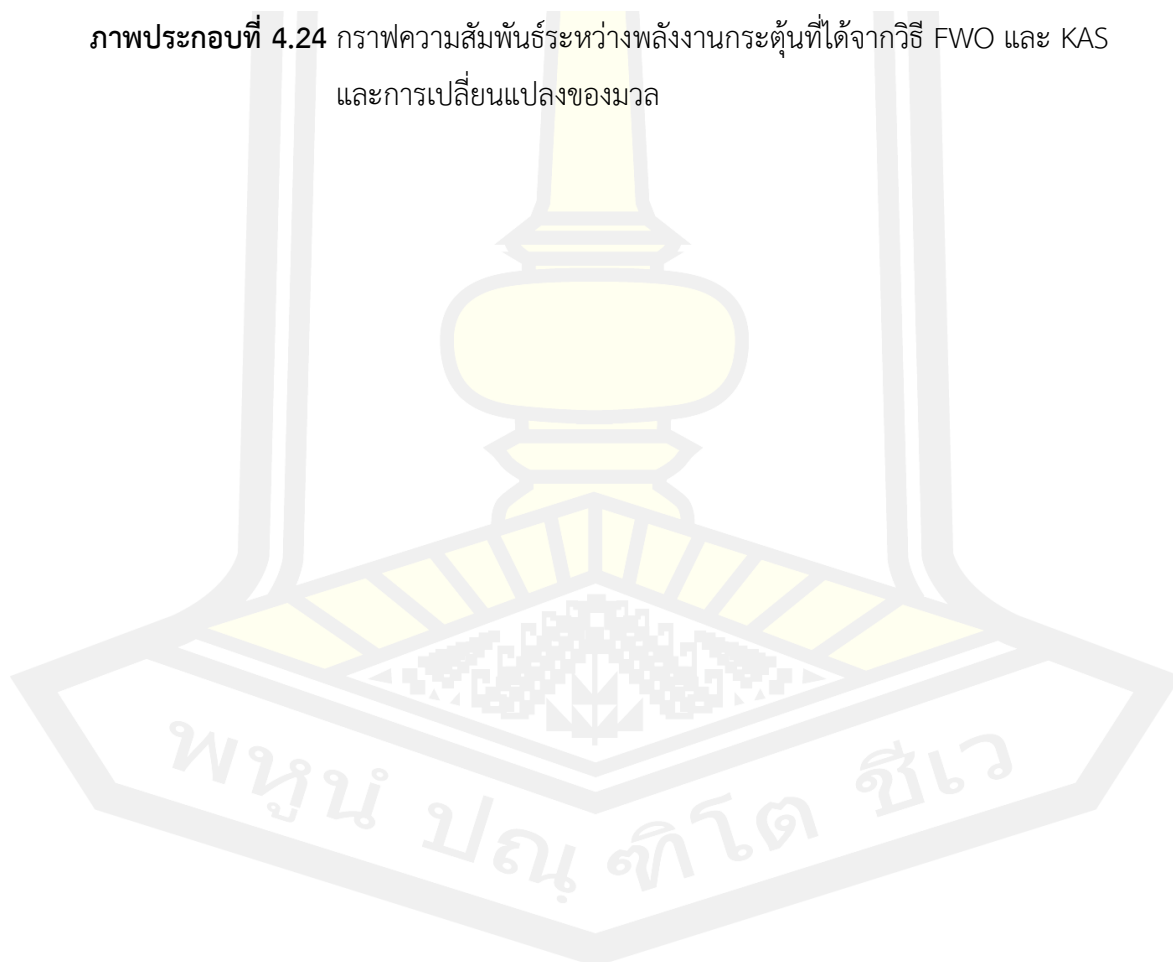 ภาพประกอบที่ 4.24 กราฟความสัมพันธ์ระหว่างพลังงานกระตุ้นที่ได้จากวิธี FWO และ KAS
และการเปลี่ยนแปลงของมวล
พหูนํ ปณฺฑิโต ชีเว